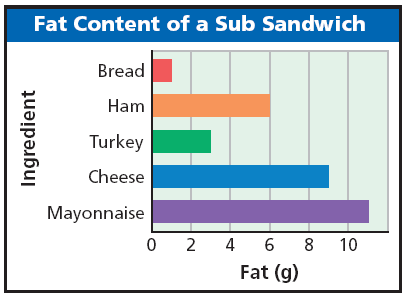 Fat Content of a Sub Sandwich
Ingredient
Bread
Ham
Turkey
Cheese
Mayonnaise
0 2 4 6 8 10
Fat (g)